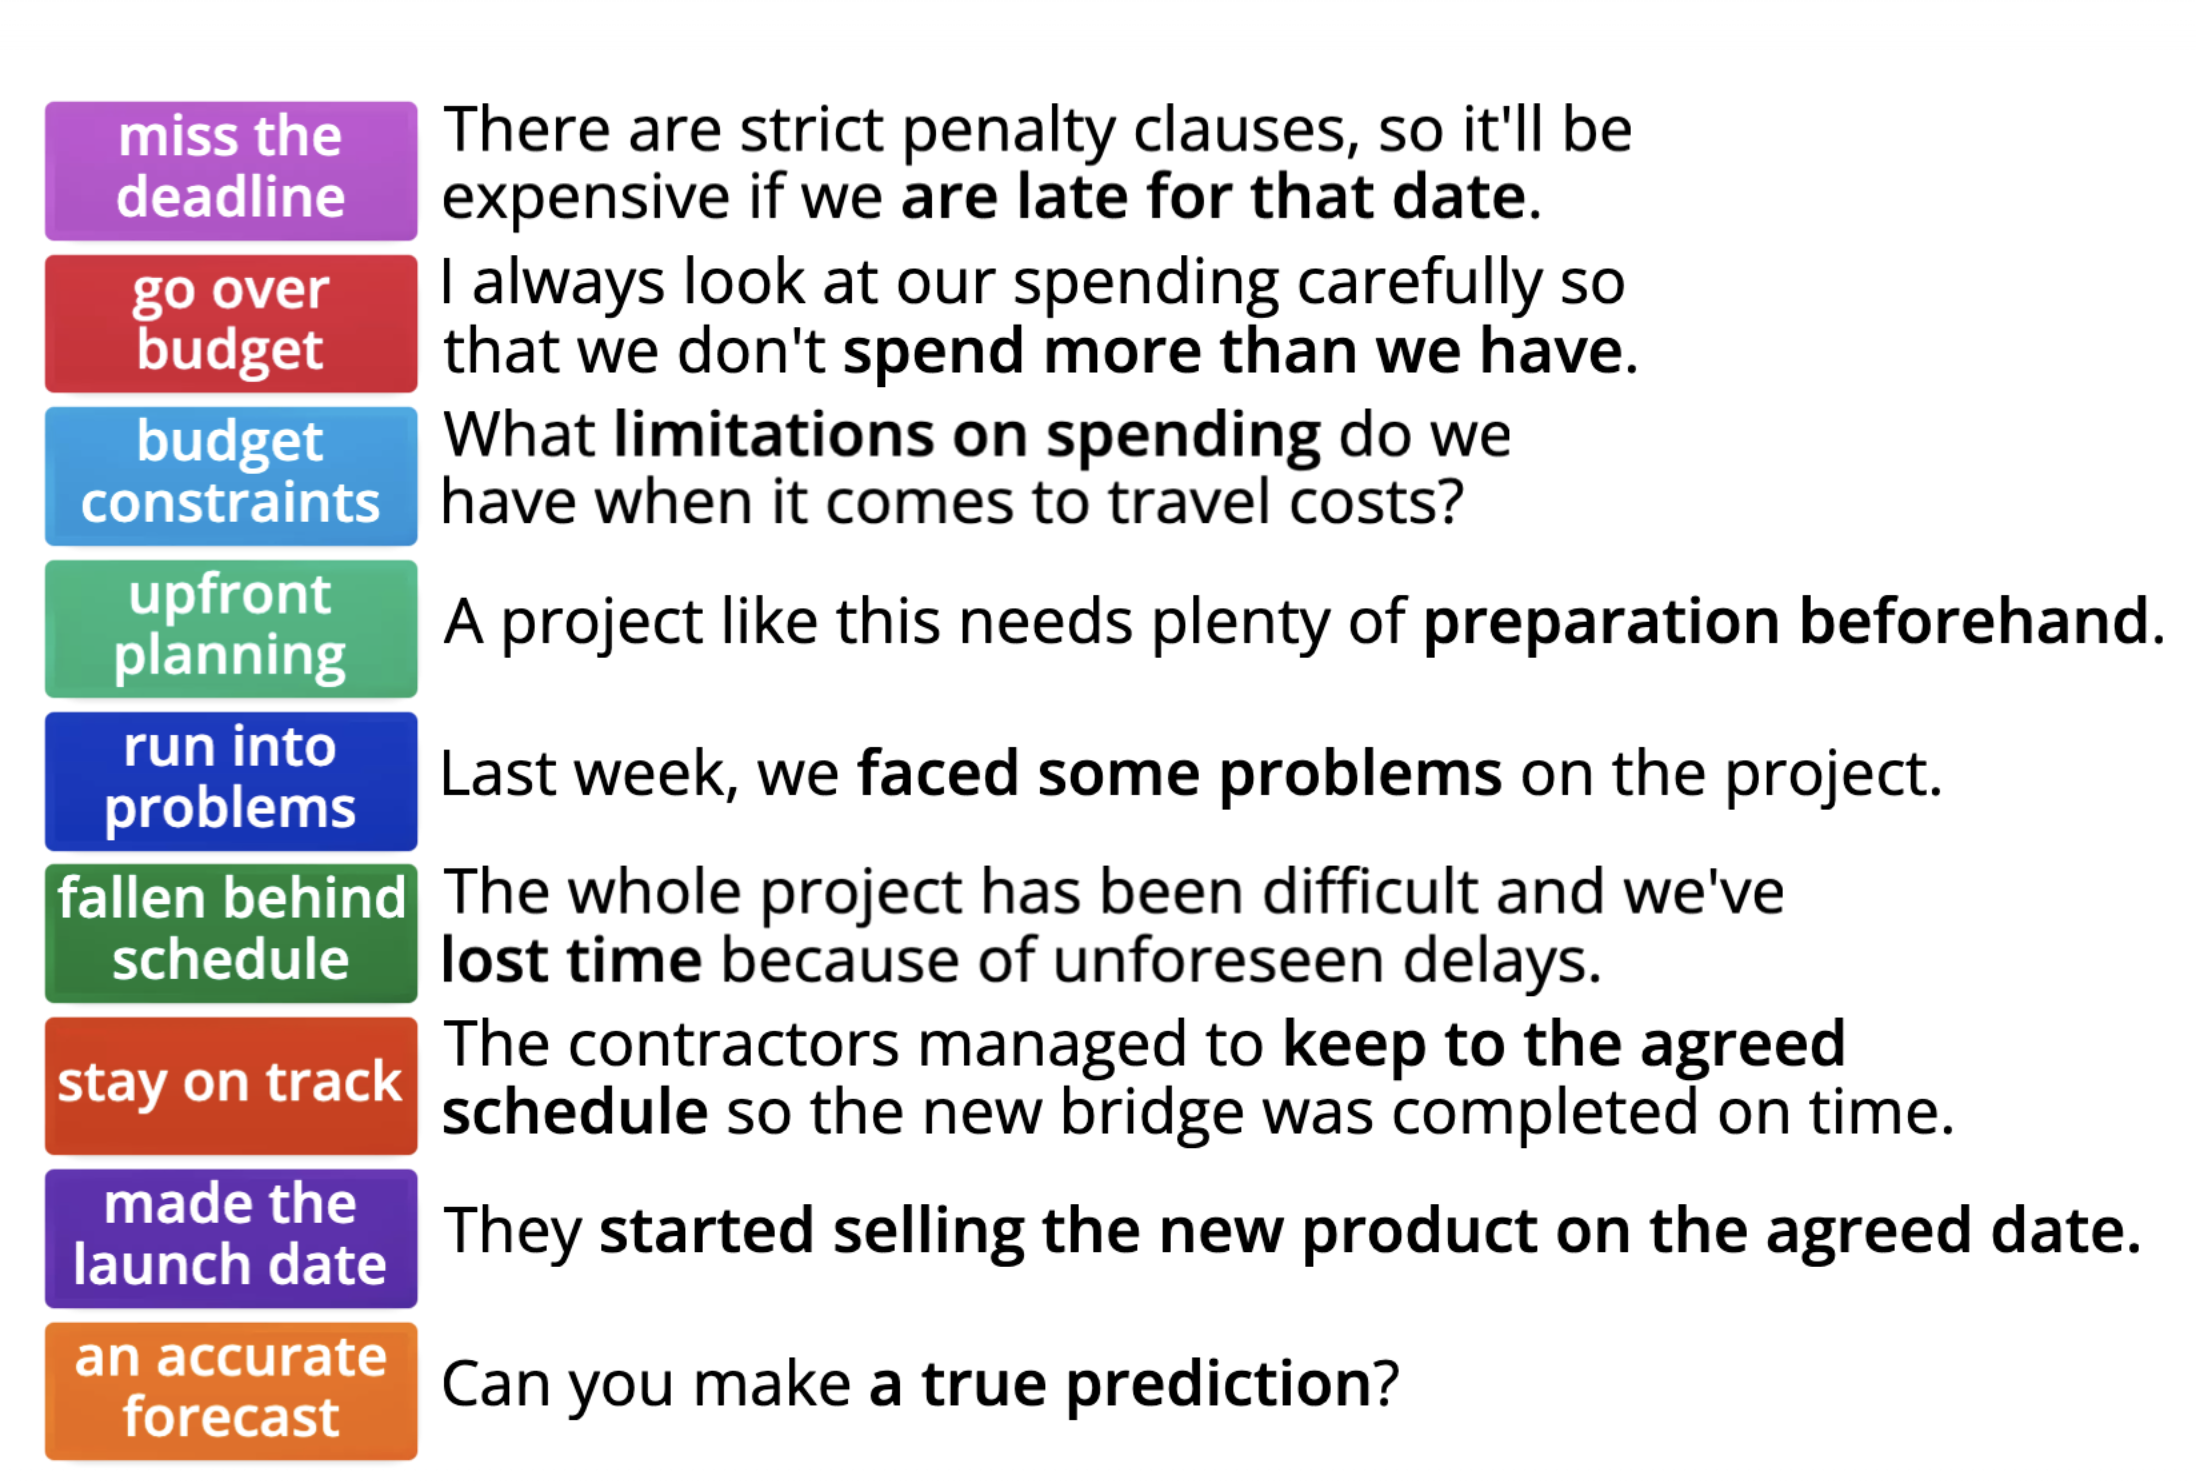 miss the
deadline
There are strict penalty clauses, so it'll be
expensive if we are late for that date.
go over
budget
I always look at our spending carefully so
that we don't spend more than we have.
budget
constraints
What limitations on spending do we
have when it comes to travel costs?
upfront
planning
A project like this needs plenty of preparation beforehand.
run into
problems
Last week, we faced some problems on the project.
fallen behind
schedule
The whole project has been difficult and we've
lost time because of unforeseen delays.
stay on track
The contractors managed to keep to the agreed
schedule so the new bridge was completed on time.
made the
launch date
They started selling the new product on the agreed date.
an accurate
forecast
Can you make a true prediction?